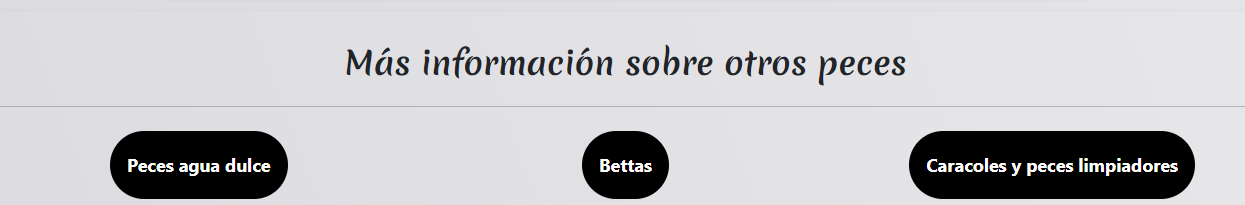 Más información sobre otros peces
Peces agua dulce
Bettas
Caracoles y peces limpiadores